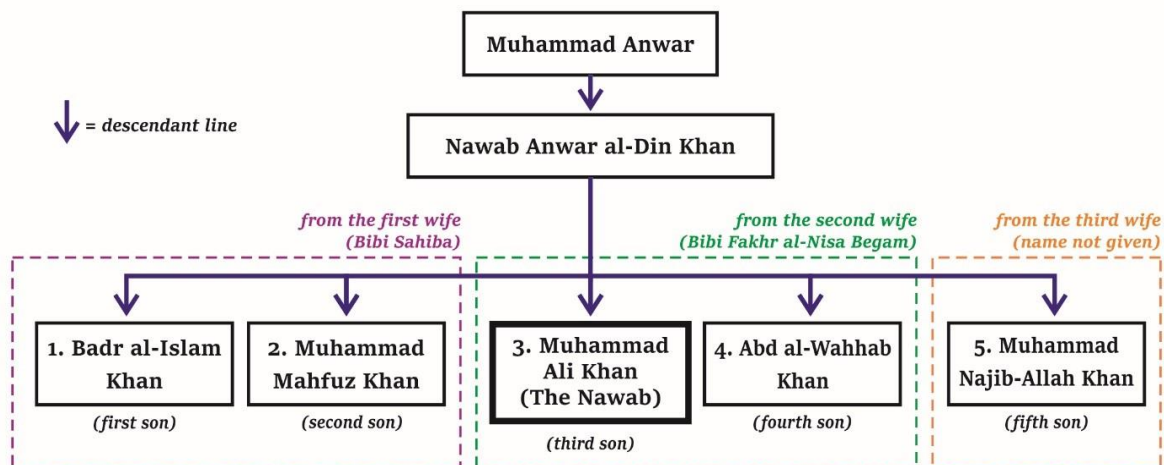 Muhammad Anwar
= descendant line
Nawab Anwar al-Din Khan
from the first wife
(Bibi Sahiba)
from the second wife
(Bibi Fakhr al-Nisa Begam)
from the third wife
(name not given)
1. Badr al-Islam
Khan
(first son)
2. Muhammad
Mahfuz Khan
(second son)
3. Muhammad
Ali Khan
(The Nawab)
(third son)
4. Abd al-Wahhab
Khan
(fourth son)
5. Muhammad
Najib-Allah Khan
(fifth son)